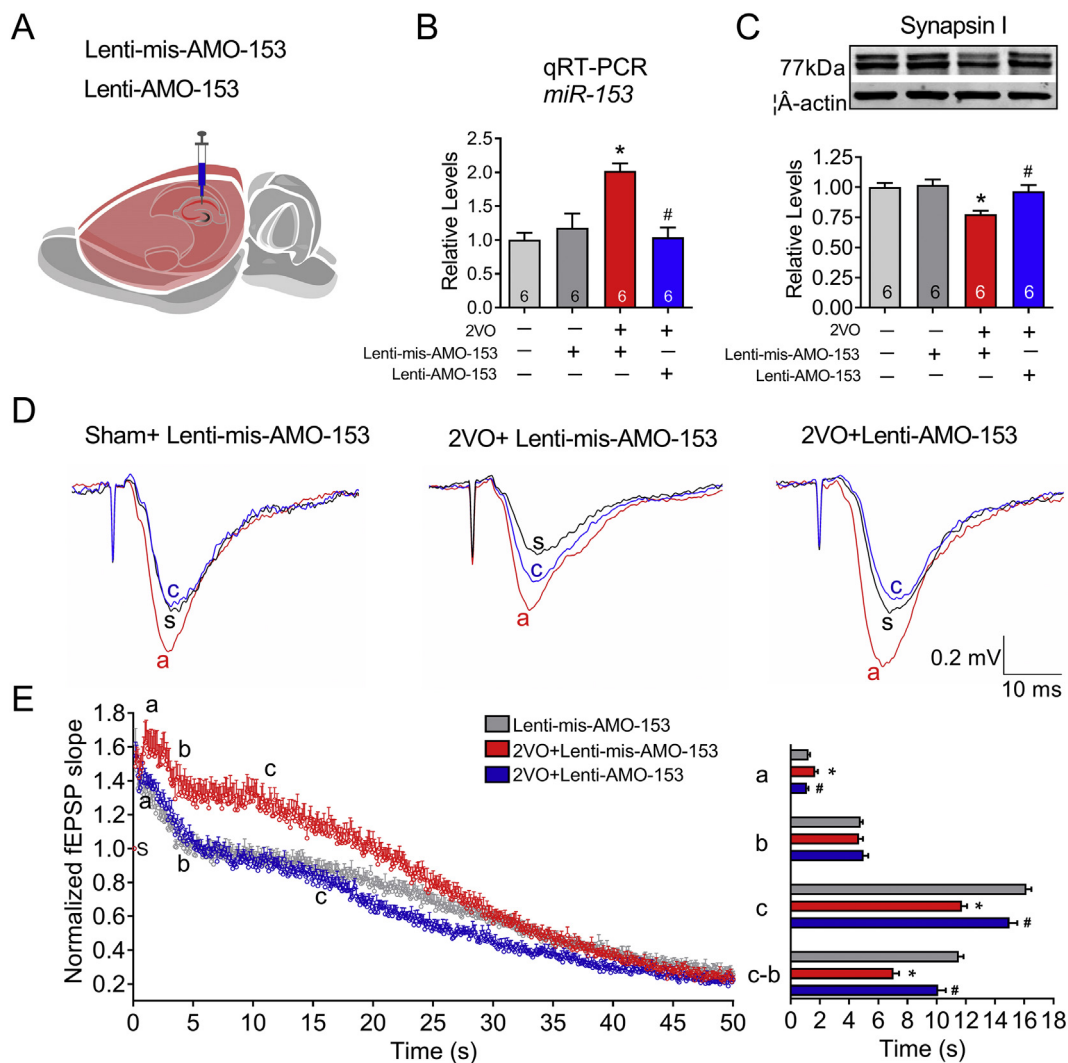 A
Lenti-mis-AMO-153
Lenti-AMO-153
B
qRT-PCR
miR-153
Relative Levels
2.5
2.0
1.5
1.0
0.5
0.0
*
#
6 6 6 6
2VO — — + +
Lenti-mis-AMO-153 — + + —
Lenti-AMO-153 — — — +
C
Synapsin I
77kDa
¦Â-actin
Relative Levels
1.25
1.00
0.75
0.50
0.25
0.00
*
#
6 6 6 6
2VO — — + +
Lenti-mis-AMO-153 — + + —
Lenti-AMO-153 — — — +
D
Sham+ Lenti-mis-AMO-153
c
s
a
2VO+ Lenti-mis-AMO-153
s
c
a
2VO+Lenti-AMO-153
c
s
a
0.2 mV
10 ms
E
Normalized fEPSP slope
1.8
1.6
1.4
1.2
1.0
0.8
0.6
0.4
0.2
a
b
c
a
s
b
c
Lenti-mis-AMO-153
2VO+Lenti-mis-AMO-153
2VO+Lenti-AMO-153
0 5 10 15 20 25 30 35 40 45 50
Time (s)
a
*
#
b
c
*
#
c-b
*
#
0 2 4 6 8 10 12 14 16 18
Time (s)